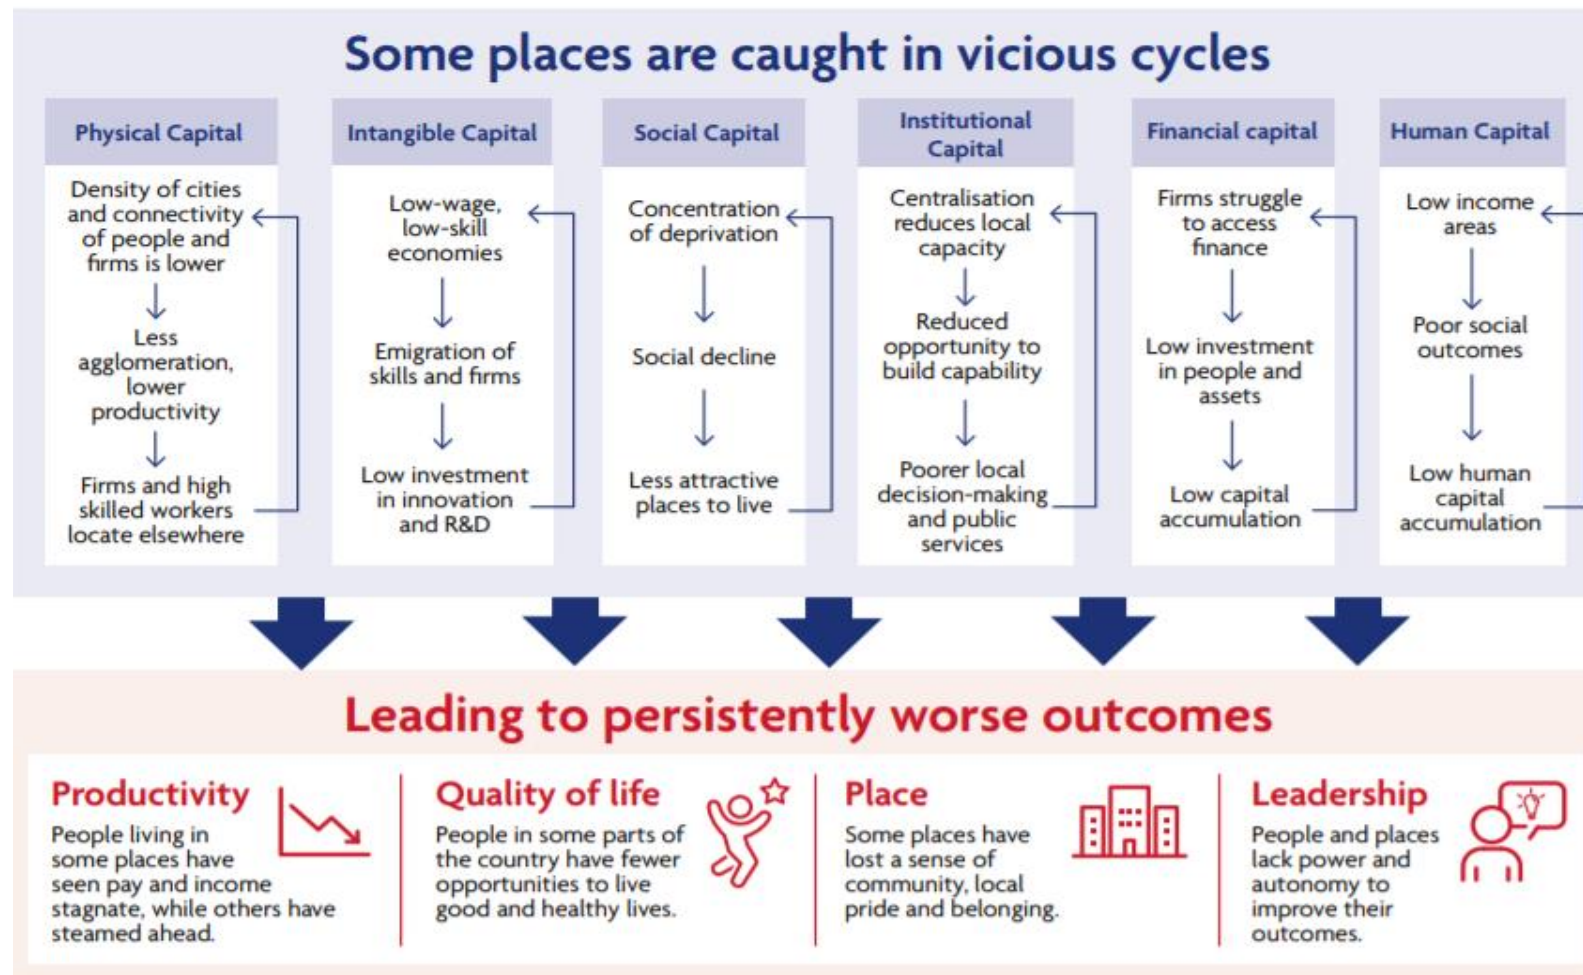 Some places are caught in vicious cycles
Physical Capital
Density of cities
and connectivity
of people and
firms is lower
Less
agglomeration,
lower
productivity
Firms and high
skilled workers
locate elsewhere
Intangible Capital
Low-wage,
low-skill
economies
Emigration of
skills and firms
Low investment
in innovation
and R&D
Social Capital
Concentration
of deprivation
Social decline
Less attractive
places to live
Institutional
Capital
Centralisation
reduces local
capacity
Reduced
opportunity to
build capability
Poorer local
decision-making
and public
services
Financial capital
Firms struggle
to access
finance
Low investment
in people and
assets
Low capital
accumulation
Human Capital
Low income
areas
Poor social
outcomes
Low human
capital
accumulation
Leading to persistently worse outcomes
Productivity
People living in
some places have
seen pay and income
stagnate, while others have
steamed ahead.
Quality of life
People in some parts of
the country have fewer
opportunities to live
good and healthy lives.
Place
Some places have
lost a sense of
community, local
pride and belonging.
Leadership
People and places
lack power and
autonomy to
improve their
outcomes.